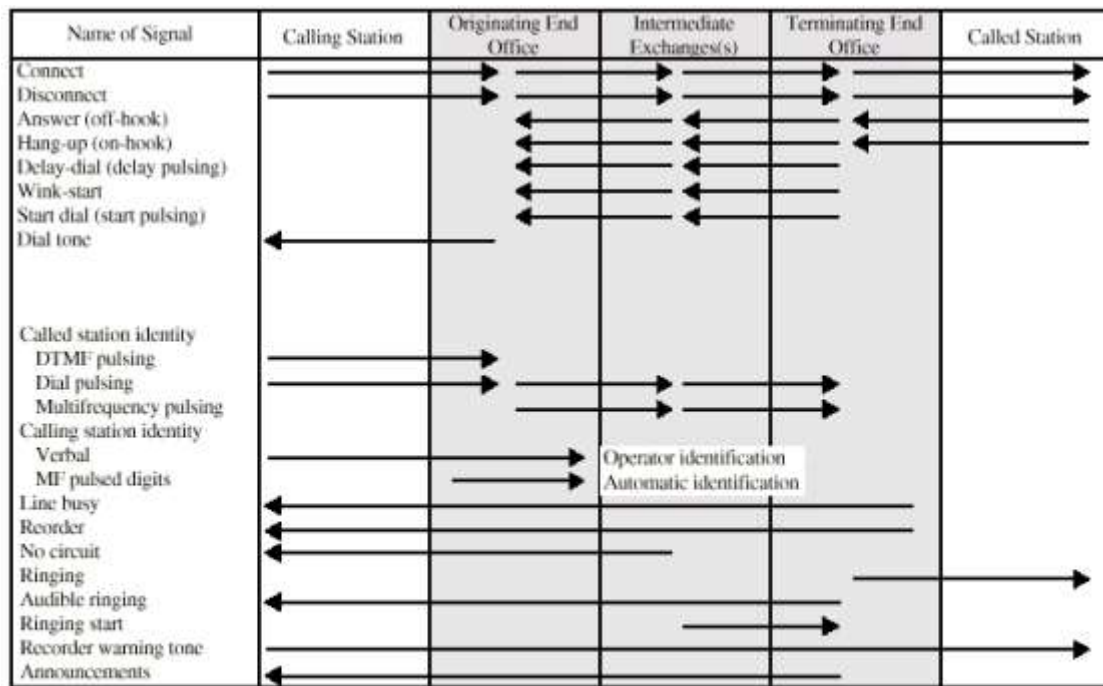 Name of Signal
Calling Station
Originating End
Office
Intermediate
Exchanges(s)
Terminating End
Office
Called Station
Connect
Disconnect
Answer (off-hook)
Hang-up (on-hook)
Delay-dial (delay pulsing)
Wink-start
Start dial (start pulsing)
Dial tone
Called station identity
DTMF pulsing
Dial pulsing
Multifrequency pulsing
Calling station identity
Verbal
Operator identification
MF pulsed digits
Automatic identification
Line busy
Reorder
No circuit
Ringing
Audible ringing
Ringing start
Recorder warning tone
Announcements